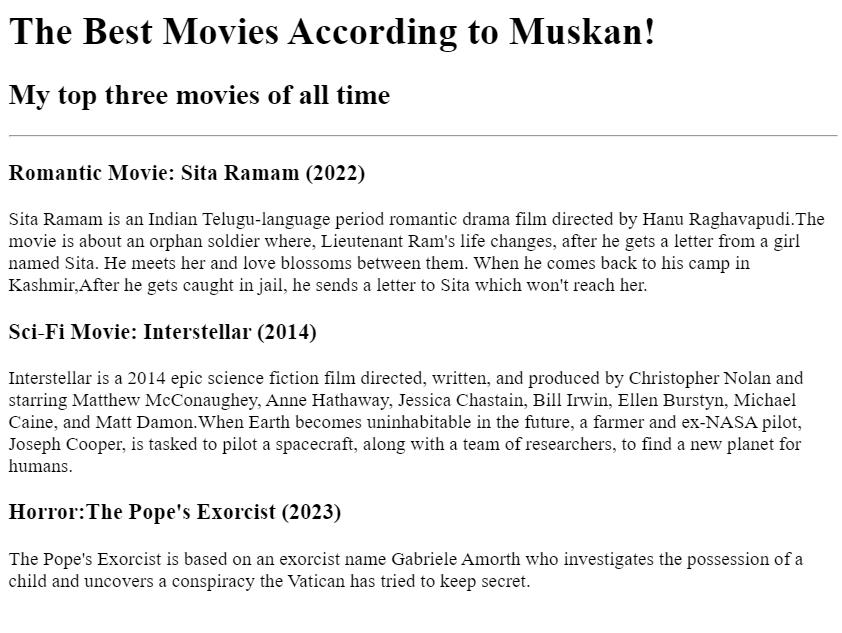 The Best Movies According to Muskan!
My top three movies of all time
Romantic Movie: Sita Ramam (2022)
Sita Ramam is an Indian Telugu-language period romantic drama film directed by Hanu Raghavapudi.The
movie is about an orphan soldier where, Lieutenant Ram's life changes, after he gets a letter from a girl
named Sita. He meets her and love blossoms between them. When he comes back to his camp in
Kashmir,After he gets caught in jail, he sends a letter to Sita which won't reach her.
Sci-Fi Movie: Interstellar (2014)
Interstellar is a 2014 epic science fiction film directed, written, and produced by Christopher Nolan and
starring Matthew McConaughey, Anne Hathaway, Jessica Chastain, Bill Irwin, Ellen Burstyn, Michael
Caine, and Matt Damon.When Earth becomes uninhabitable in the future, a farmer and ex-NASA pilot,
Joseph Cooper, is tasked to pilot a spacecraft, along with a team of researchers, to find a new planet for
humans.
Horror:The Pope's Exorcist (2023)
The Pope's Exorcist is based on an exorcist name Gabriele Amorth who investigates the possession of a
child and uncovers a conspiracy the Vatican has tried to keep secret.